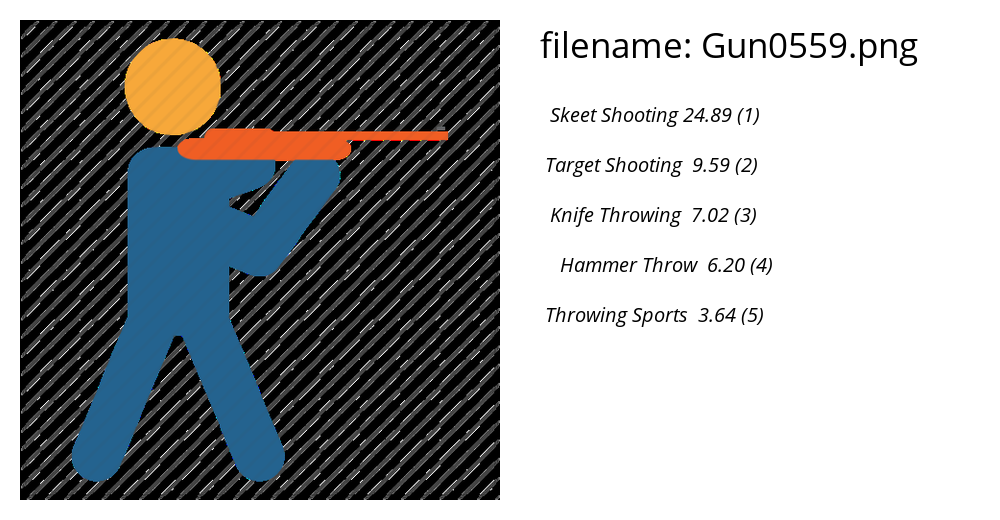 filename: Gun0559.png
Skeet Shooting 24.89 (1)
Target Shooting 9.59 (2)
Knife Throwing 7.02 (3)
Hammer Throw 6.20 (4)
Throwing Sports 3.64 (5)